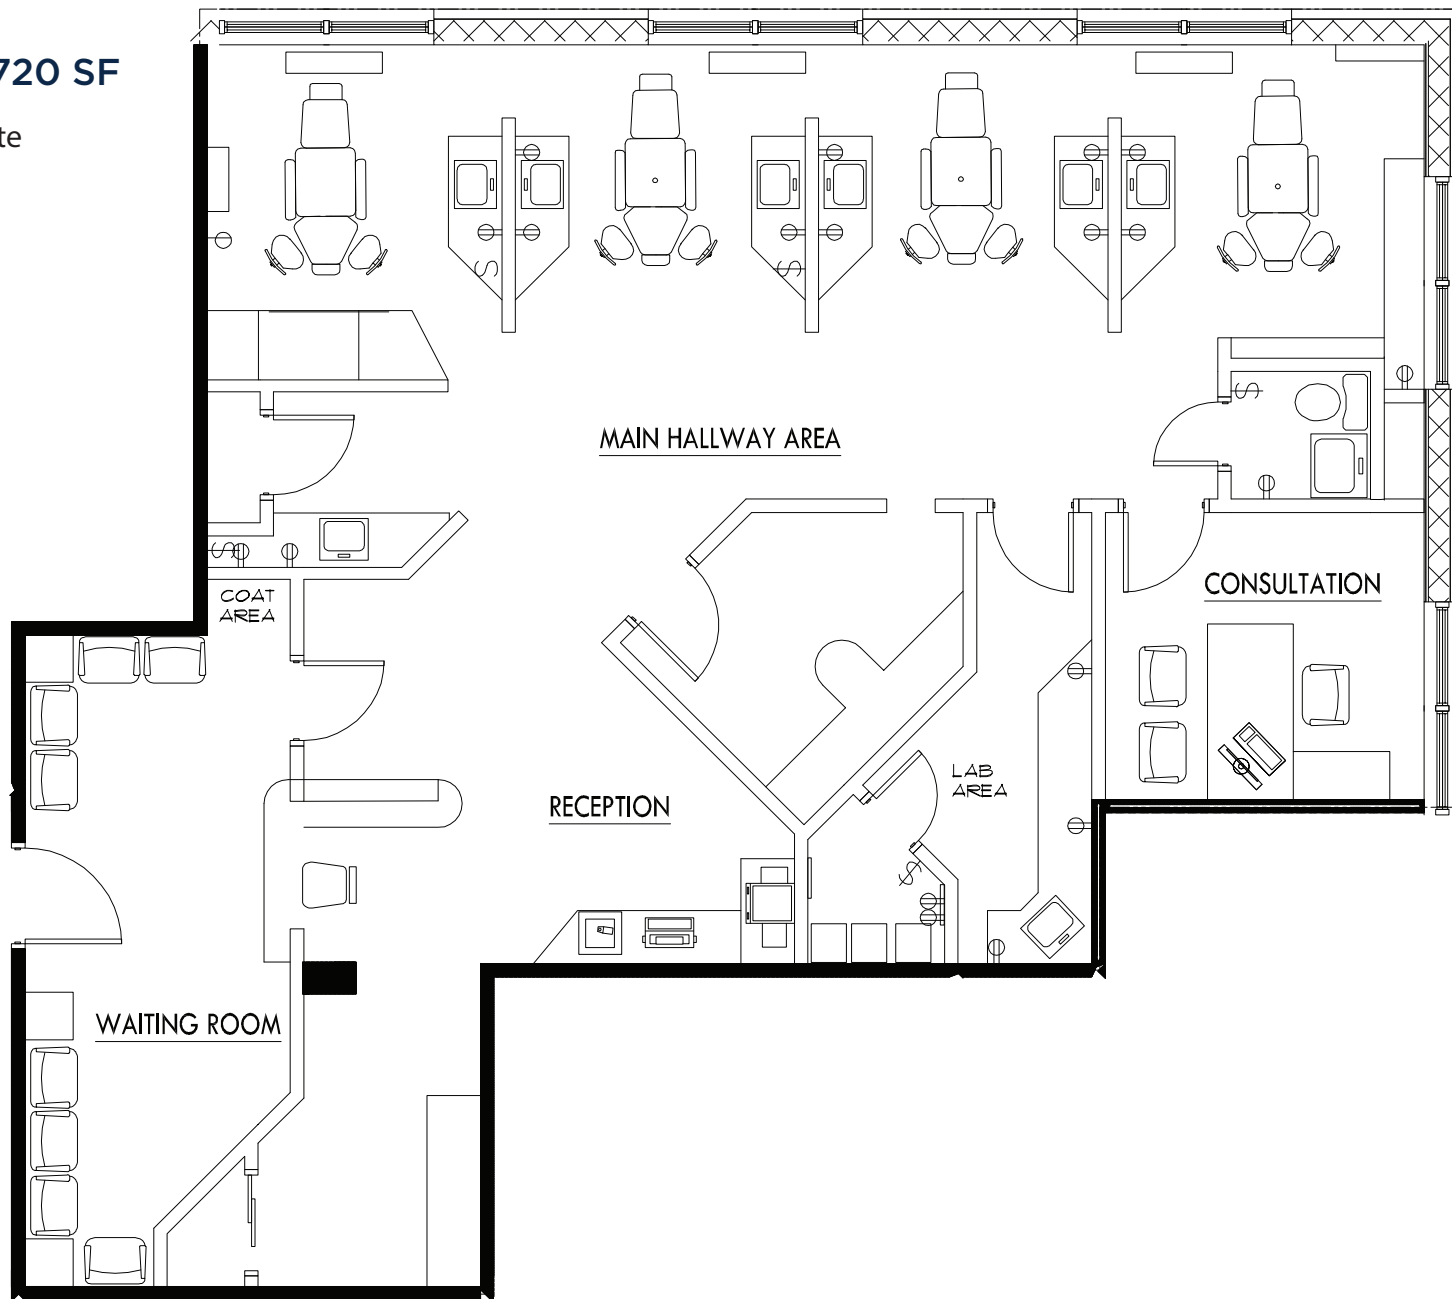 720 SF
te
MAIN HALLWAY AREA
CONSULTATION
COAT
AREA
LAB
AREA
RECEPTION
WAITING ROOM